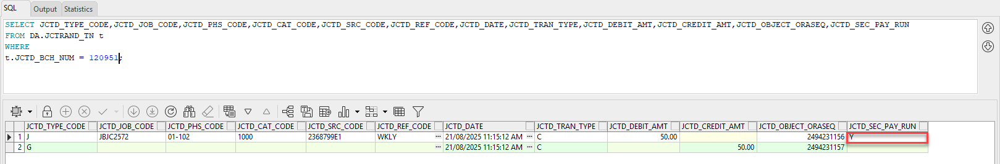 SQL Output Statistics
SELECT JCTD_TYPE_CODE,JCTD_JOB_CODE,JCTD_PHS_CODE,JCTD_CAT_CODE,JCTD_SRC_CODE,JCTD_REF_CODE,JCTD_DATE,JCTD_TRAN_TYPE,JCTD_DEBIT_AMT,JCTD_CREDIT_AMT,JCTD_OBJECT_ORASEQ,JCTD_SEC_PAY_RUN
FROM DA.JCTRAND_TN t
WHERE
t.JCTD_BCH_NUM = 120951;
JCTD_TYPE_CODE JCTD_JOB_CODE JCTD_PHS_CODE JCTD_CAT_CODE JCTD_SRC_CODE JCTD_REF_CODE JCTD_DATE JCTD_TRAN_TYPE JCTD_DEBIT_AMT JCTD_CREDIT_AMT JCTD_OBJECT_ORASEQ JCTD_SEC_PAY_RUN
1 J JBJC2572 01-102 1000 2368799E1 WKLY ... 21/08/2025 11:15:12 AM ... C 50.00 2494231156 Y
2 G ... 21/08/2025 11:15:12 AM ... C 50.00 2494231157